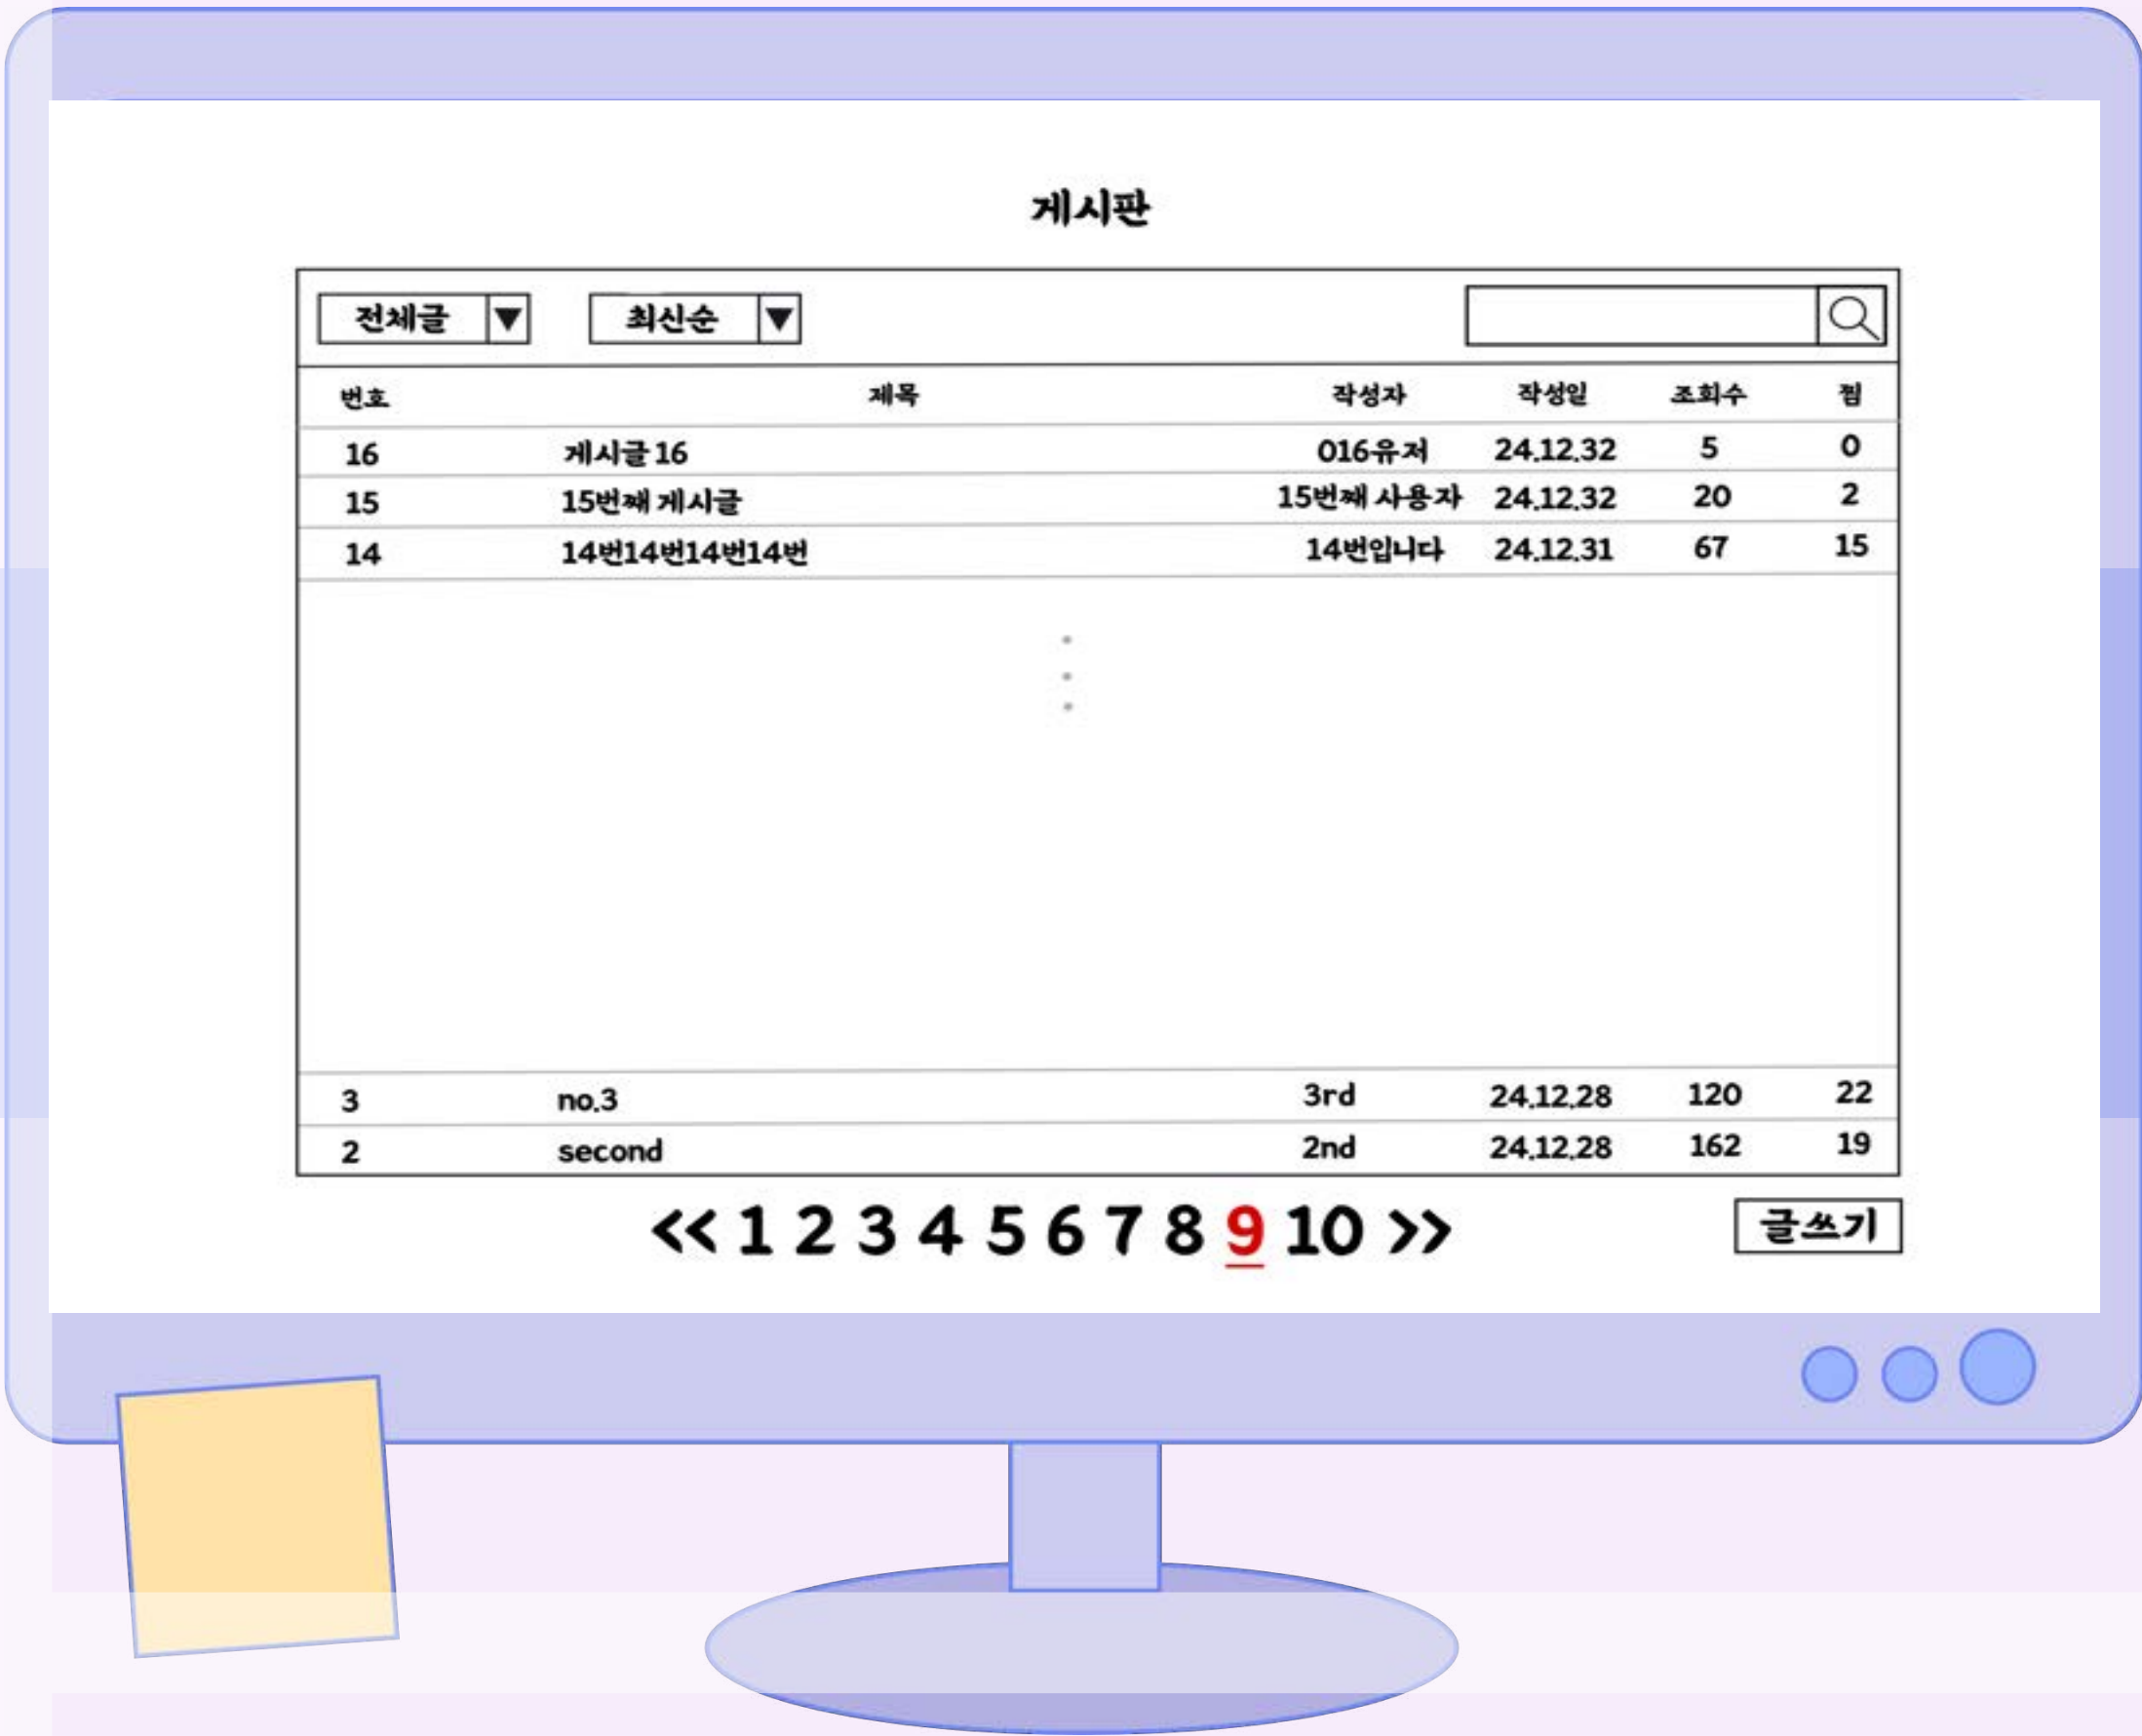 게시판
전체글 ▼ 최신순 ▼
번호 제목 작성자 작성일 조회수 찜
16 게시글 16 016유저 24.12.32 5 0
15 15번째 게시글 15번째 사용자 24.12.32 20 2
14 14번14번14번14번 14번입니다 24.12.31 67 15
3 no.3 3rd 24.12.28 120 22
2 second 2nd 24.12.28 162 19
<< 1 2 3 4 5 6 7 8 9 10 >> 글쓰기